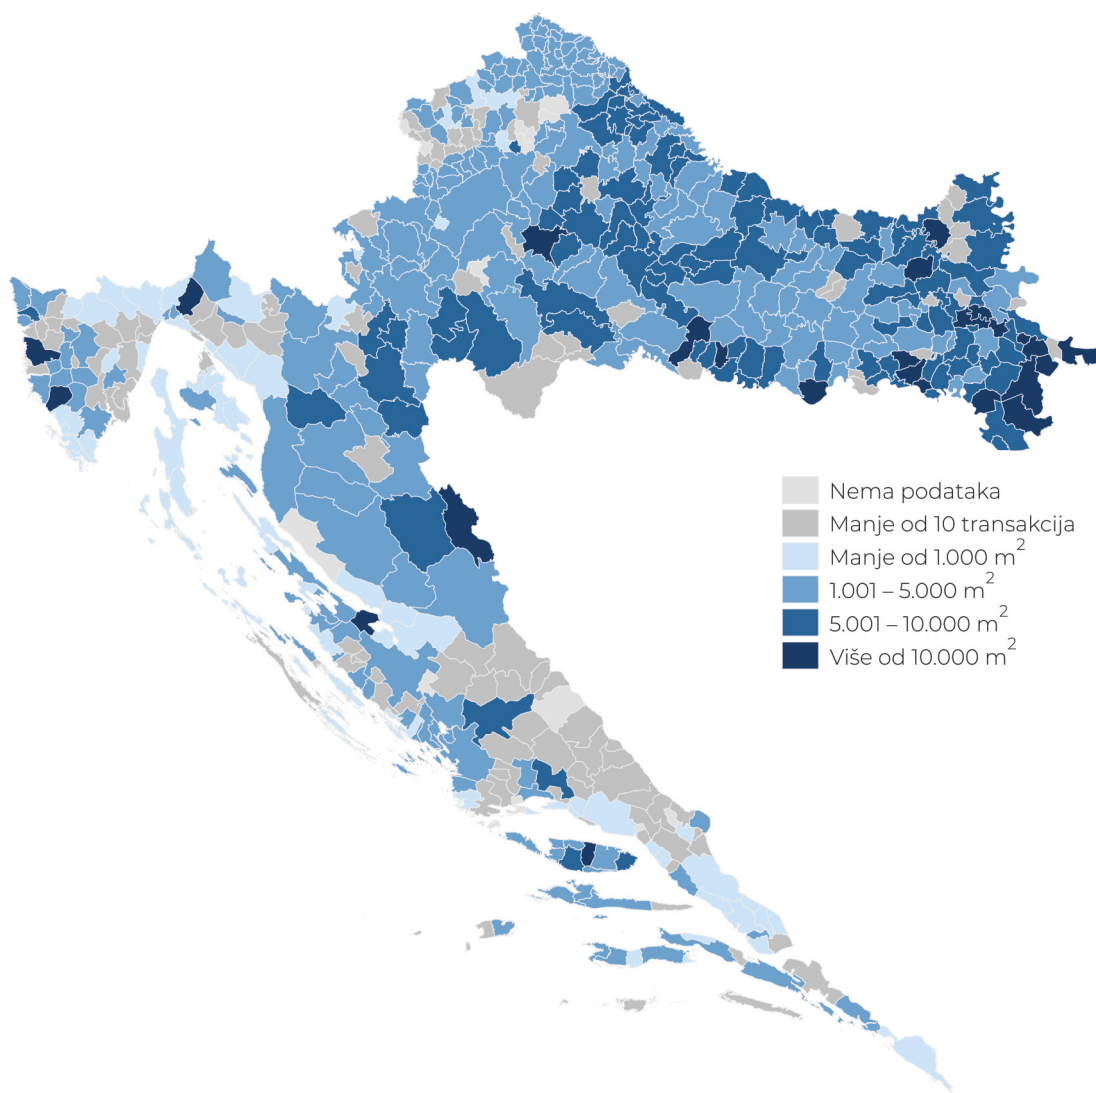 Nema podataka
Manje od 10 transakcija
Manje od 1.000 m²
1.001 – 5.000 m²
5.001 – 10.000 m²
Više od 10.000 m²